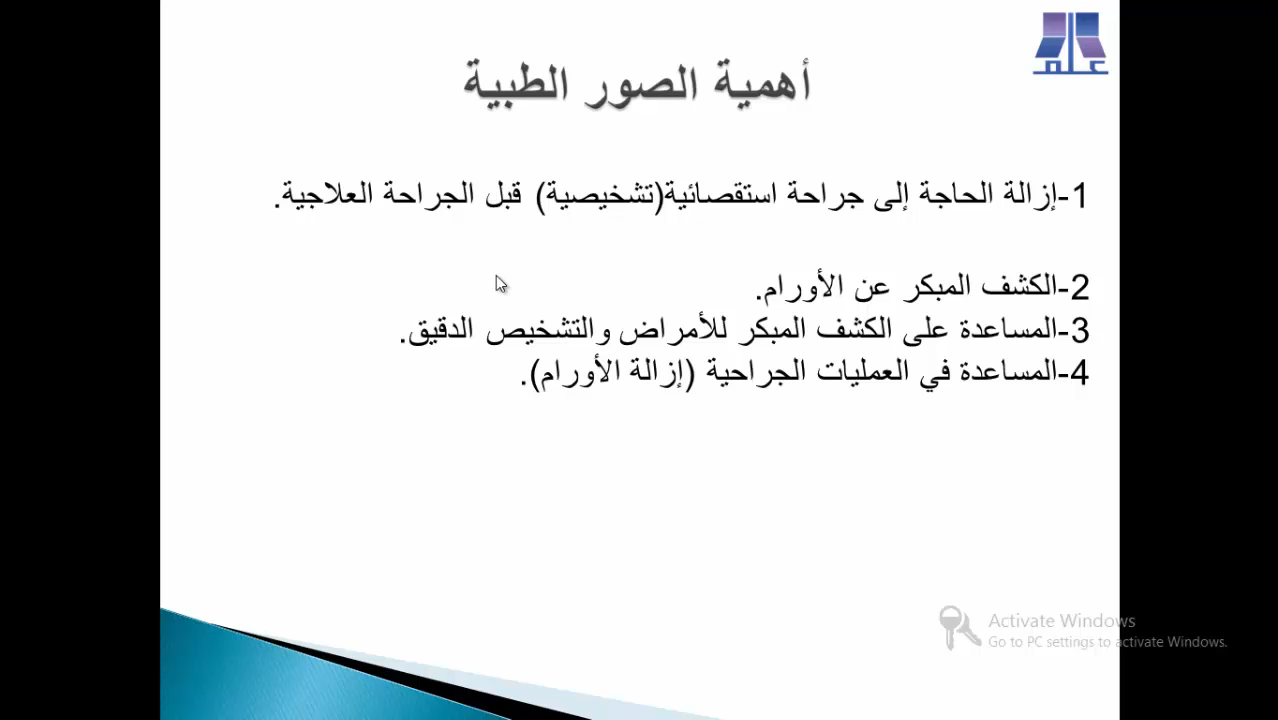 علم
أهمية الصور الطبية
1-إزالة الحاجة إلى جراحة استقصائية(تشخيصية) قبل الجراحة العلاجية.
2-الكشف المبكر عن الأورام.
3-المساعدة على الكشف المبكر للأمراض والتشخيص الدقيق.
4-المساعدة في العمليات الجراحية (إزالة الأورام).
Activate Windows
Go to PC settings to activate Windows.